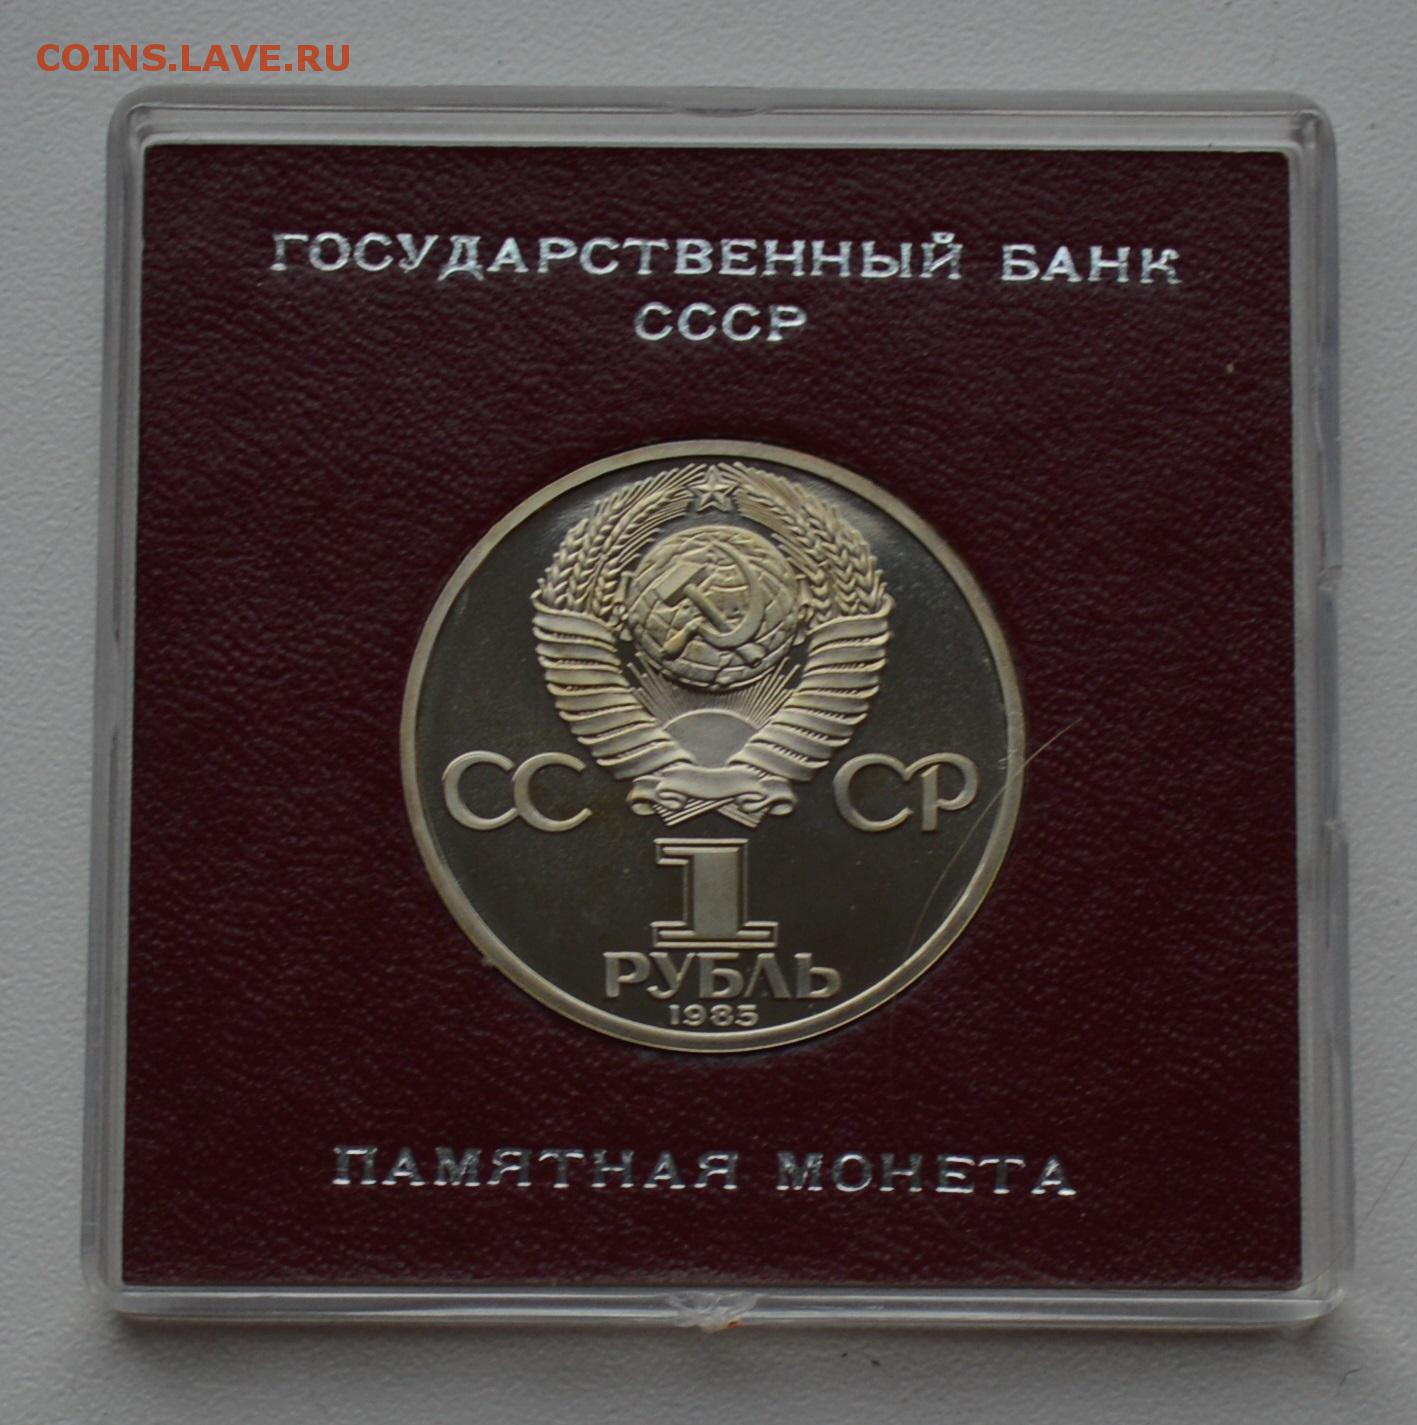 COINS.LAVE.RU
ГОСУДАРСТВЕННЫЙ БАНК
СССР
СС СР
1
РУБЛЬ
1985
ПАМЯТНАЯ МОНЕТА